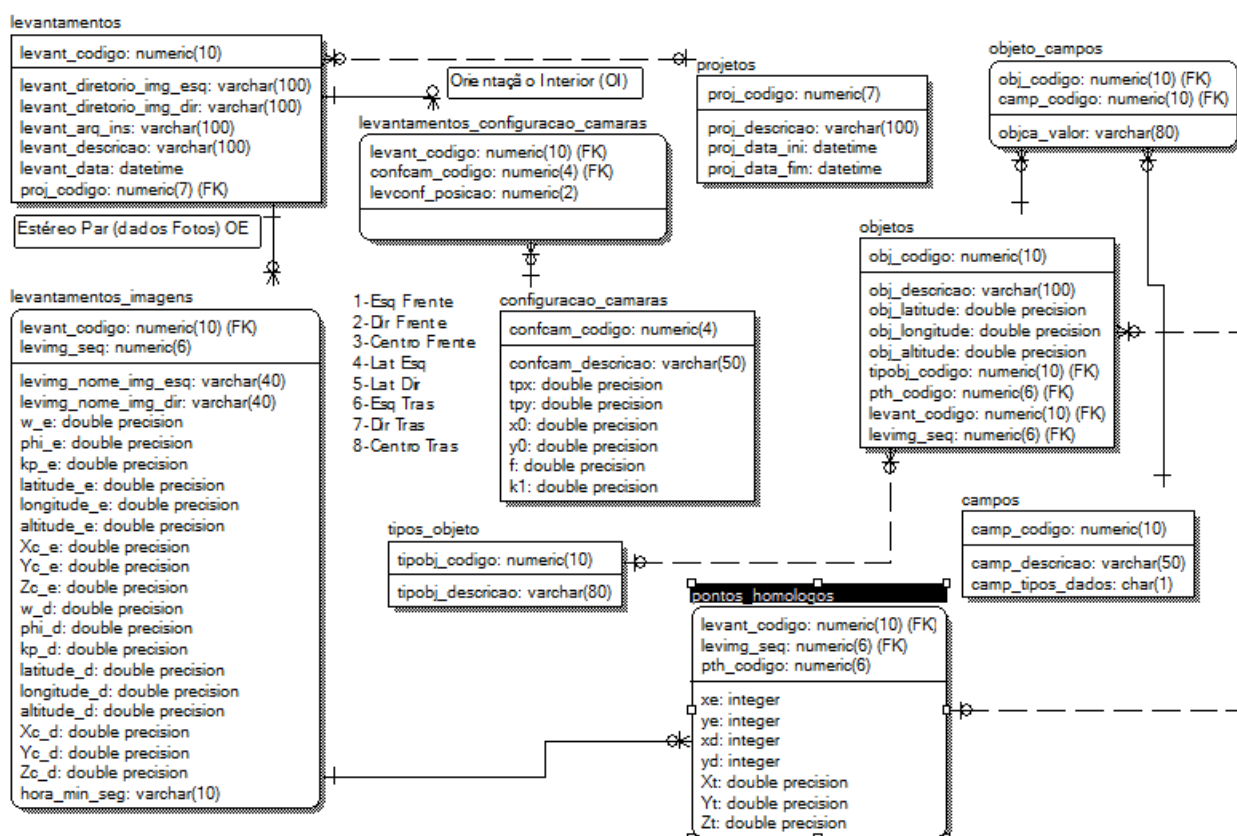 levantamentos
levant_codigo: numeric(10)
levant_diretorio_img_esq: varchar(100)
levant_diretorio_img_dir: varchar(100)
levant_arq_ins: varchar(100)
levant_descricao: varchar(100)
levant_data: datetime
proj_codigo: numeric(7) (FK)
Estéreo Par (dados Fotos) OE
Orientação Interior (OI)
levantamentos_configuracao_camaras
levant_codigo: numeric(10) (FK)
confcam_codigo: numeric(4) (FK)
levconf_posicao: numeric(2)
projetos
proj_codigo: numeric(7)
proj_descricao: varchar(100)
proj_data_ini: datetime
proj_data_fim: datetime
objeto_campos
obj_codigo: numeric(10) (FK)
camp_codigo: numeric(10) (FK)
objca_valor: varchar(80)
levantamentos_imagens
levant_codigo: numeric(10) (FK)
levimg_seq: numeric(6)
levimg_nome_img_esq: varchar(40)
levimg_nome_img_dir: varchar(40)
w_e: double precision
phi_e: double precision
kp_e: double precision
latitude_e: double precision
longitude_e: double precision
altitude_e: double precision
Xc_e: double precision
Yc_e: double precision
Zc_e: double precision
w_d: double precision
phi_d: double precision
kp_d: double precision
latitude_d: double precision
longitude_d: double precision
altitude_d: double precision
Xc_d: double precision
Yc_d: double precision
Zc_d: double precision
hora_min_seg: varchar(10)
1-Esq Frente
2-Dir Frente
3-Centro Frente
4-Lat Esq
5-Lat Dir
6-Esq Tras
7-Dir Tras
8-Centro Tras
configuracao_camaras
confcam_codigo: numeric(4)
confcam_descricao: varchar(50)
tpx: double precision
tpy: double precision
x0: double precision
y0: double precision
f: double precision
k1: double precision
objetos
obj_codigo: numeric(10)
obj_descricao: varchar(100)
obj_latitude: double precision
obj_longitude: double precision
obj_altitude: double precision
tipobj_codigo: numeric(10) (FK)
pth_codigo: numeric(6) (FK)
levant_codigo: numeric(10) (FK)
levimg_seq: numeric(6) (FK)
tipos_objeto
tipobj_codigo: numeric(10)
tipobj_descricao: varchar(80)
campos
camp_codigo: numeric(10)
camp_descricao: varchar(50)
camp_tipos_dados: char(1)
pontos_homologos
levant_codigo: numeric(10) (FK)
levimg_seq: numeric(6) (FK)
pth_codigo: numeric(6)
xe: integer
ye: integer
xd: integer
yd: integer
Xt: double precision
Yt: double precision
Zt: double precision